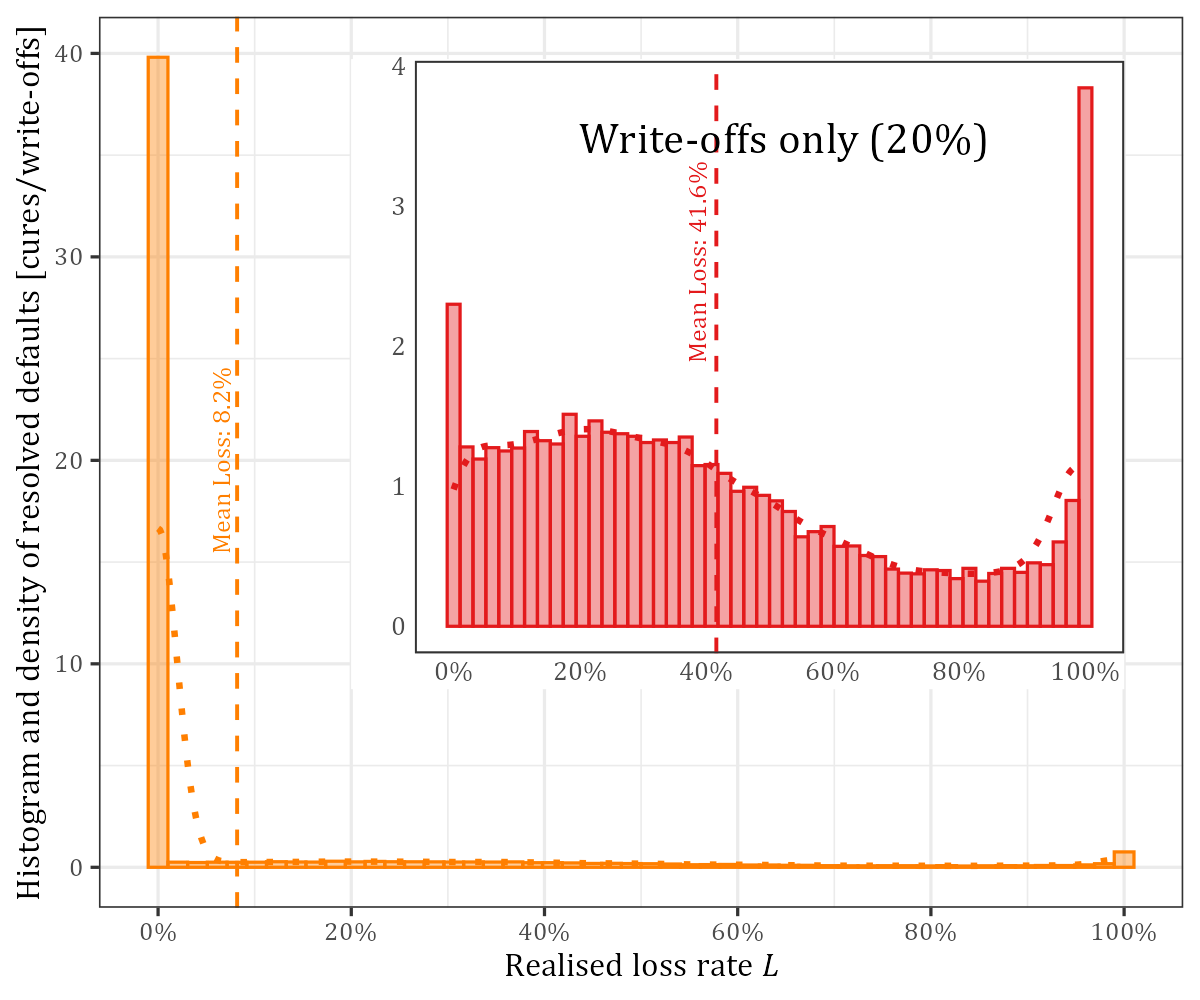 Histogram and density of resolved defaults [cures/write-offs]
40
30
20
10
0
Mean Loss: 8.2%
Write-offs only (20%)
Mean Loss: 41.6%
4
3
2
1
0
0% 20% 40% 60% 80% 100%
0% 20% 40% 60% 80% 100%
Realised loss rate L